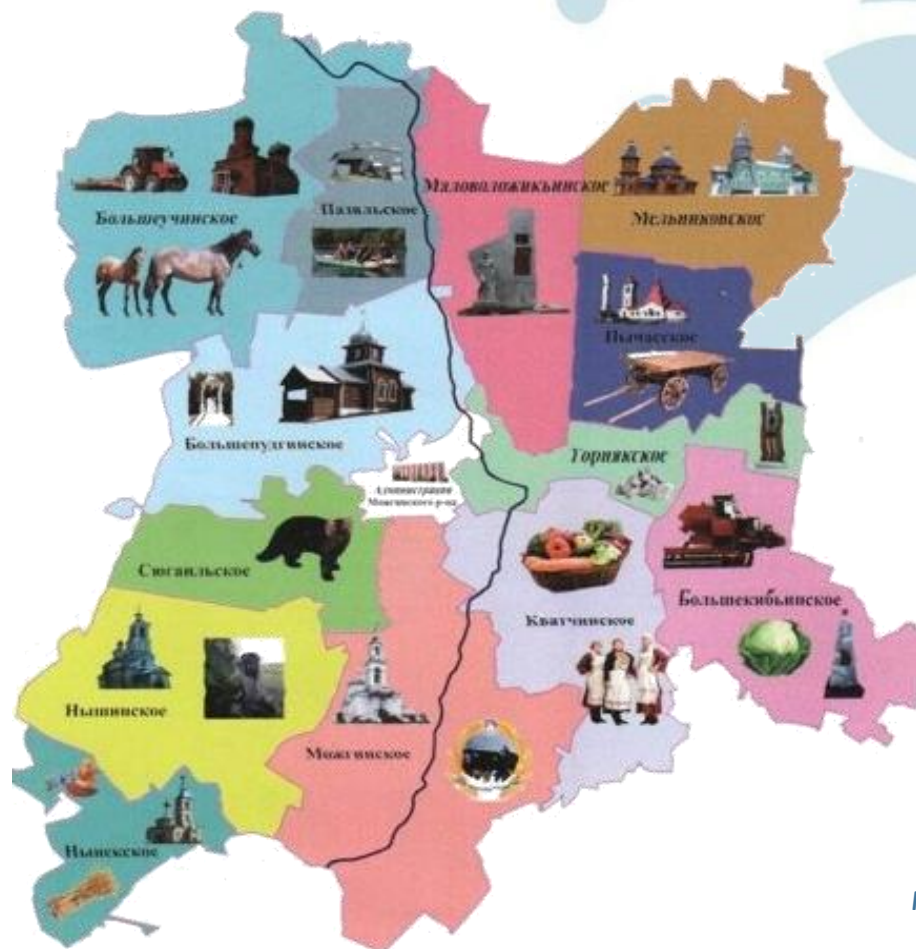 Большеучинское
Пазяльское
Маловоложикьинское
Мельниковское
Пычасское
Большепудгинское
Горнякское
Администрация
Можгинского р-на
Сюгаильское
Большекибьинское
Кватчинское
Нышинское
Можгинское
Нынекское